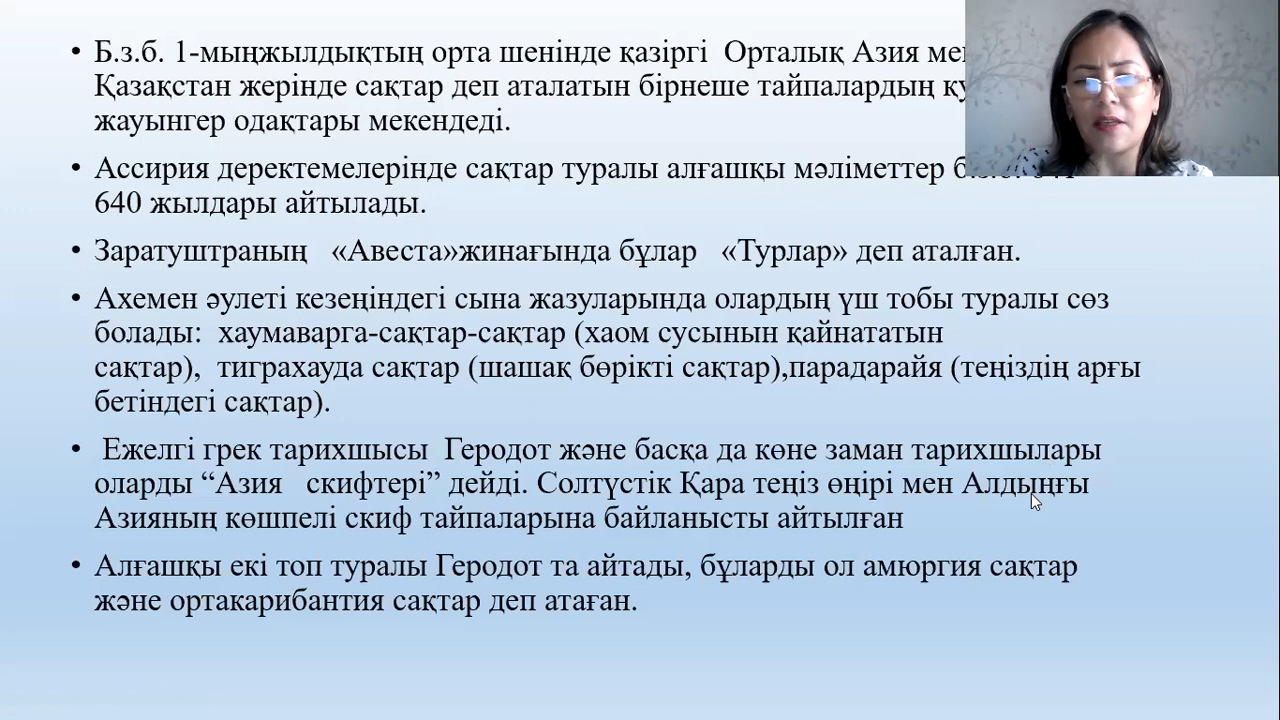 • Б.з.б. 1-мыңжылдықтың орта шенінде қазіргі Орталық Азия
Қазақстан жерінде сақтар деп аталатын бірнеше тайпалардың
жауынгер одақтары мекендеді.
• Ассирия деректемелерінде сақтар туралы алғашқы мәліметтер
640 жылдары айтылады.
• Заратуштраның «Авеста»жинағында бұлар «Турлар» деп аталған.
• Ахемен әулеті кезеңіндегі сына жазуларында олардың үш тобы туралы сөз
болады: хаумаварга-сақтар-сақтар (хаом сусынын қайнататын
сақтар), тиграхауда сақтар (шашақ бөрікті сақтар),парадарайя (теңіздің арғы
бетіндегі сақтар).
• Ежелгі грек тарихшысы Геродот және басқа да көне заман тарихшылары
оларды “Азия скифтері” дейді. Солтүстік Қара теңіз өңірі мен Алдыңғы
Азияның көшпелі скиф тайпаларына байланысты айтылған
• Алғашқы екі топ туралы Геродот та айтады, бұларды ол амюргия сақтар
және ортакарибантия сақтар деп атаған.